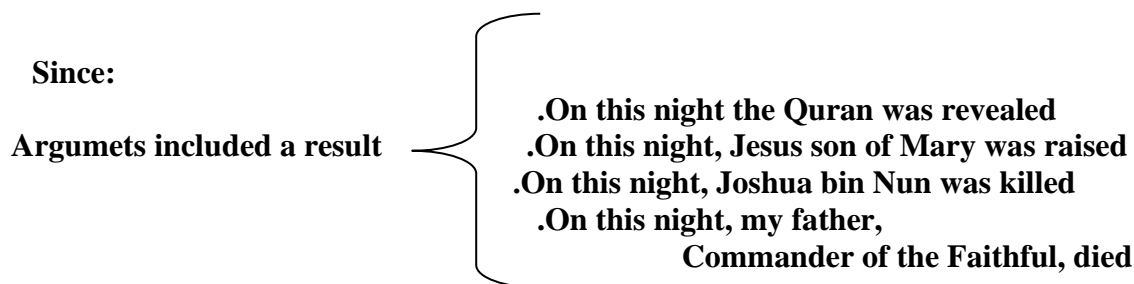 Since:
Argumets included a result
.On this night the Quran was revealed
.On this night, Jesus son of Mary was raised
.On this night, Joshua bin Nun was killed
.On this night, my father,
Commander of the Faithful, died